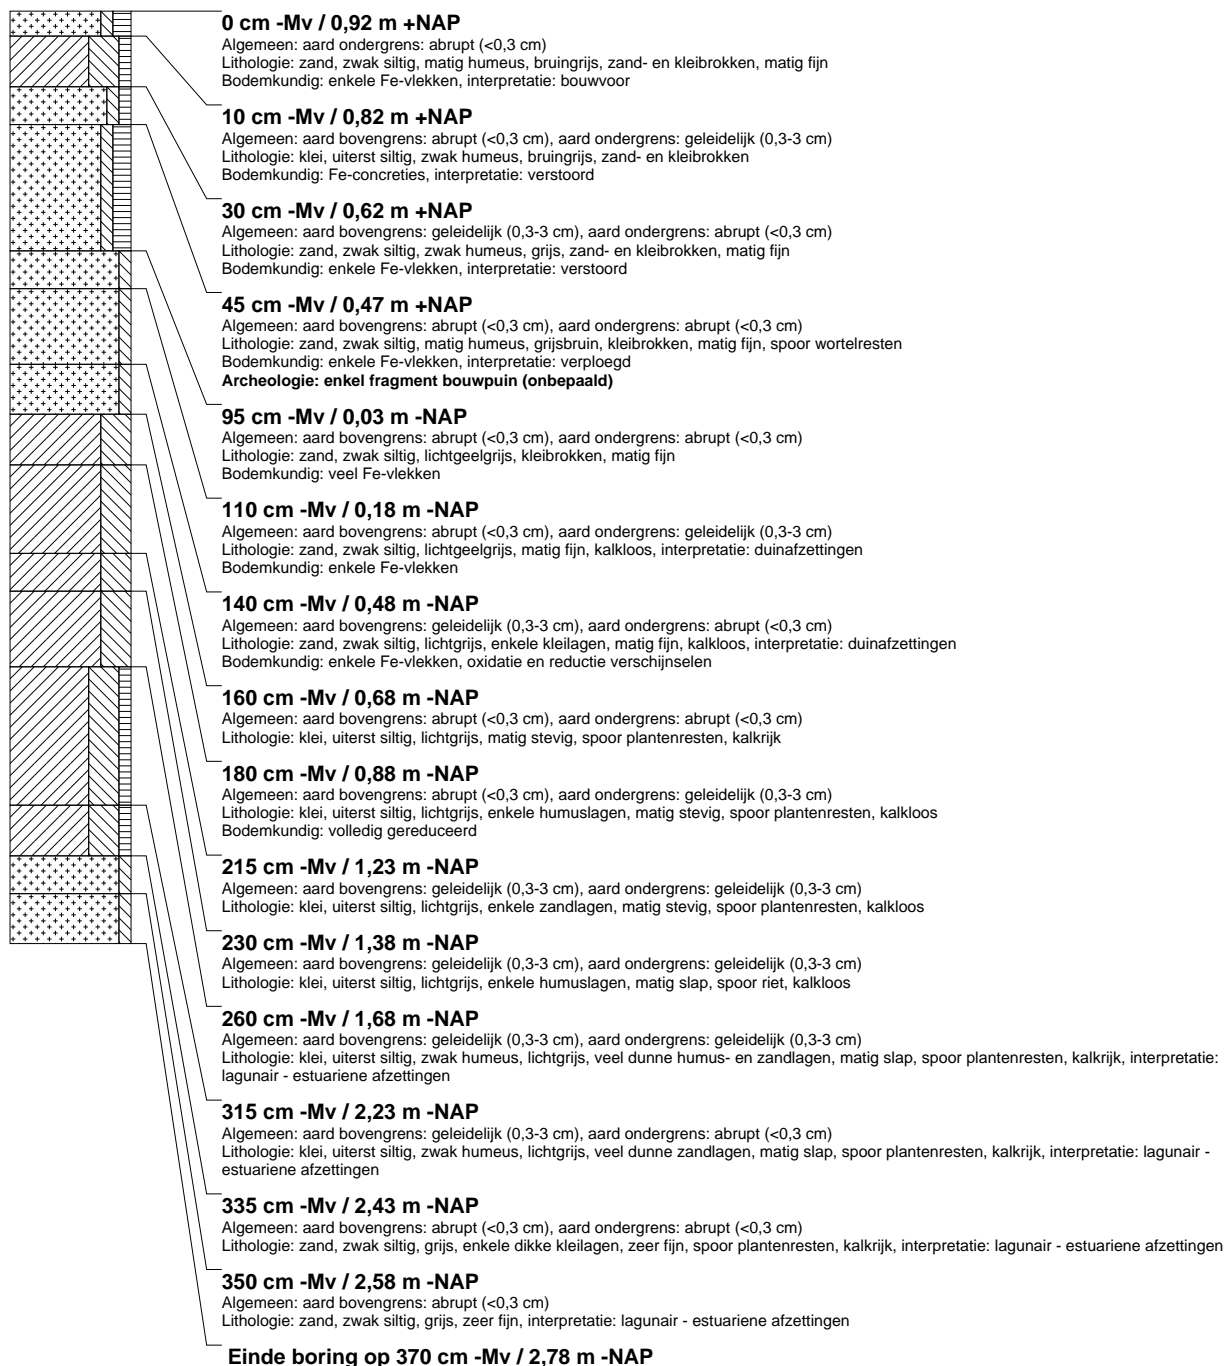 0 cm -Mv / 0,92 m +NAP
Algemeen: aard ondergrens: abrupt (<0,3 cm)
Lithologie: zand, zwak siltig, matig humeus, bruingrijs, zand- en kleibrokken, matig fijn
Bodemkundig: enkele Fe-vlekken, interpretatie: bouwvoor
10 cm -Mv / 0,82 m +NAP
Algemeen: aard bovengrens: abrupt (<0,3 cm), aard ondergrens: geleidelijk (0,3-3 cm)
Lithologie: klei, uiterst siltig, zwak humeus, bruingrijs, zand- en kleibrokken
Bodemkundig: Fe-concreties, interpretatie: verstoord
30 cm -Mv / 0,62 m +NAP
Algemeen: aard bovengrens: geleidelijk (0,3-3 cm), aard ondergrens: abrupt (<0,3 cm)
Lithologie: zand, zwak siltig, zwak humeus, grijs, zand- en kleibrokken, matig fijn
Bodemkundig: enkele Fe-vlekken, interpretatie: verstoord
45 cm -Mv / 0,47 m +NAP
Algemeen: aard bovengrens: abrupt (<0,3 cm), aard ondergrens: abrupt (<0,3 cm)
Lithologie: zand, zwak siltig, matig humeus, grijsbruin, kleibrokken, matig fijn, spoor wortelresten
Bodemkundig: enkele Fe-vlekken, interpretatie: verploegd
Archeologie: enkel fragment bouwpuin (onbepaald)
95 cm -Mv / 0,03 m -NAP
Algemeen: aard bovengrens: abrupt (<0,3 cm), aard ondergrens: abrupt (<0,3 cm)
Lithologie: zand, zwak siltig, lichtgeelgrijs, kleibrokken, matig fijn
Bodemkundig: veel Fe-vlekken
110 cm -Mv / 0,18 m -NAP
Algemeen: aard bovengrens: abrupt (<0,3 cm), aard ondergrens: geleidelijk (0,3-3 cm)
Lithologie: zand, zwak siltig, lichtgeelgrijs, matig fijn, kalkloos, interpretatie: duinafzettingen
Bodemkundig: enkele Fe-vlekken
140 cm -Mv / 0,48 m -NAP
Algemeen: aard bovengrens: geleidelijk (0,3-3 cm), aard ondergrens: abrupt (<0,3 cm)
Lithologie: zand, zwak siltig, lichtgrijs, enkele kleilagen, matig fijn, kalkloos, interpretatie: duinafzettingen
Bodemkundig: enkele Fe-vlekken, oxidatie en reductie verschijnselen
160 cm -Mv / 0,68 m -NAP
Algemeen: aard bovengrens: abrupt (<0,3 cm), aard ondergrens: abrupt (<0,3 cm)
Lithologie: klei, uiterst siltig, lichtgrijs, matig stevig, spoor plantenresten, kalkrijk
180 cm -Mv / 0,88 m -NAP
Algemeen: aard bovengrens: abrupt (<0,3 cm), aard ondergrens: geleidelijk (0,3-3 cm)
Lithologie: klei, uiterst siltig, lichtgrijs, enkele humuslagen, matig stevig, spoor plantenresten, kalkloos
Bodemkundig: volledig gereduceerd
215 cm -Mv / 1,23 m -NAP
Algemeen: aard bovengrens: geleidelijk (0,3-3 cm), aard ondergrens: geleidelijk (0,3-3 cm)
Lithologie: klei, uiterst siltig, lichtgrijs, enkele zandlagen, matig stevig, spoor plantenresten, kalkloos
230 cm -Mv / 1,38 m -NAP
Algemeen: aard bovengrens: geleidelijk (0,3-3 cm), aard ondergrens: geleidelijk (0,3-3 cm)
Lithologie: klei, uiterst siltig, lichtgrijs, enkele humuslagen, matig slap, spoor riet, kalkloos
260 cm -Mv / 1,68 m -NAP
Algemeen: aard bovengrens: geleidelijk (0,3-3 cm), aard ondergrens: geleidelijk (0,3-3 cm)
Lithologie: klei, uiterst siltig, zwak humeus, lichtgrijs, veel dunne humus- en zandlagen, matig slap, spoor plantenresten, kalkrijk, interpretatie:
lagunair - estuariene afzettingen
315 cm -Mv / 2,23 m -NAP
Algemeen: aard bovengrens: geleidelijk (0,3-3 cm), aard ondergrens: abrupt (<0,3 cm)
Lithologie: klei, uiterst siltig, zwak humeus, lichtgrijs, veel dunne zandlagen, matig slap, spoor plantenresten, kalkrijk, interpretatie: lagunair -
estuariene afzettingen
335 cm -Mv / 2,43 m -NAP
Algemeen: aard bovengrens: abrupt (<0,3 cm), aard ondergrens: abrupt (<0,3 cm)
Lithologie: zand, zwak siltig, grijs, enkele dikke kleilagen, zeer fijn, spoor plantenresten, kalkrijk, interpretatie: lagunair - estuariene afzettingen
350 cm -Mv / 2,58 m -NAP
Algemeen: aard bovengrens: abrupt (<0,3 cm)
Lithologie: zand, zwak siltig, grijs, zeer fijn, interpretatie: lagunair - estuariene afzettingen
Einde boring op 370 cm -Mv / 2,78 m -NAP